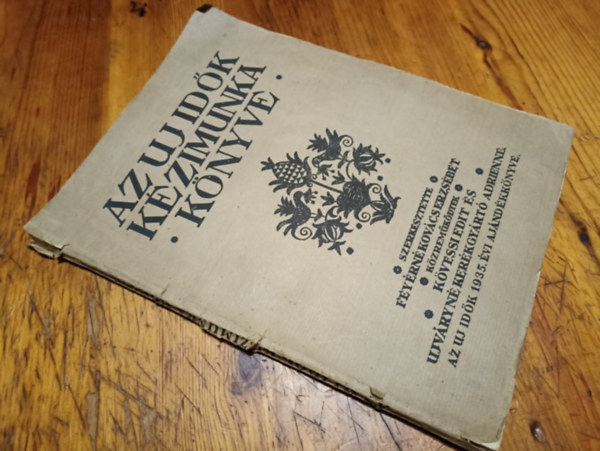 AZ UJ IDŐK
KÉZIMUNKA
• KÖNYVE •
• SZERKESZTETTE •
FEYÉRNÉ KOVÁCS ERZSÉBET
• KÖZREMŰKÖDTEK •
KÖVESSI EDIT ÉS
UJVÁRYNÉ KERÉKGYÁRTÓ ADRIENNE.
AZ UJ IDŐK 1935. ÉVI AJÁNDÉKKÖNYVE.